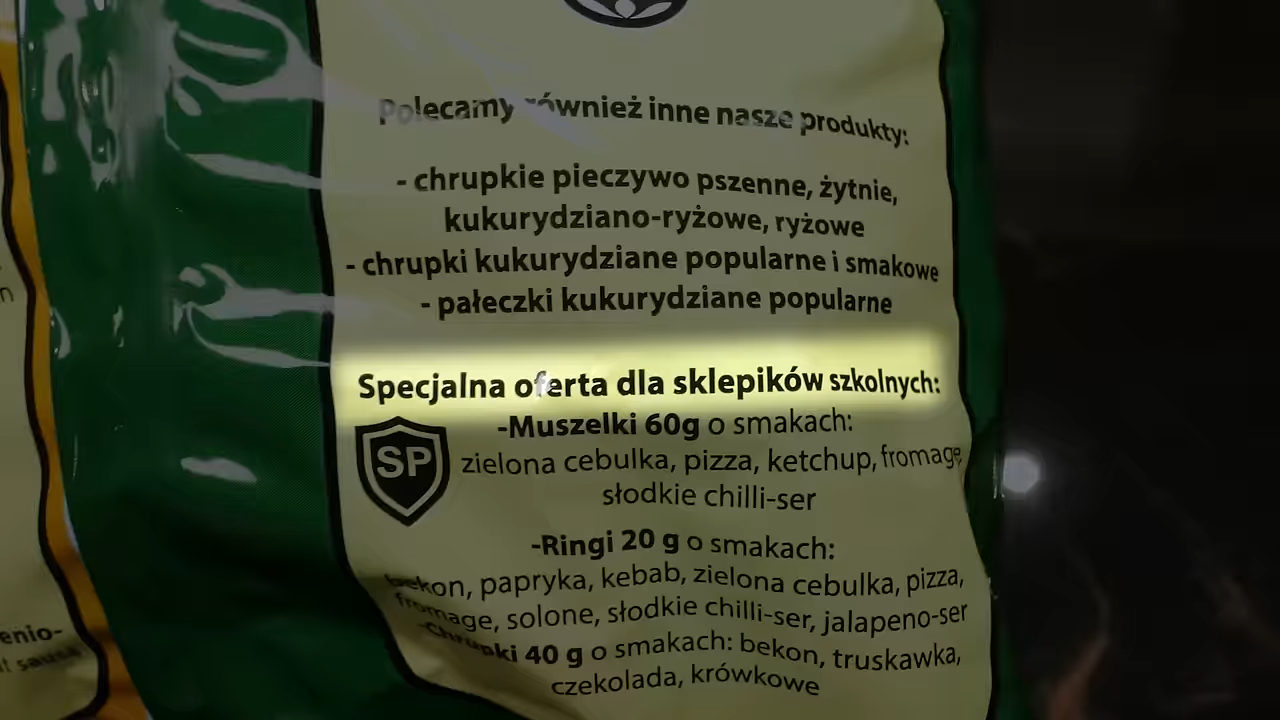 Polecamy również inne nasze produkty:
- chrupkie pieczywo pszenne, żytnie,
kukurydziano-ryżowe, ryżowe
- chrupki kukurydziane popularne i smakowe
- pałeczki kukurydziane popularne
Specjalna oferta dla sklepików szkolnych:
-Muszelki 60g o smakach:
SP
zielona cebulka, pizza, ketchup, fromage
słodkie chilli-ser
-Ringi 20 g o smakach:
bekon, papryka, kebab, zielona cebulka, pizza,
fromage, solone, słodkie chilli-ser, jalapeno-ser
-Chrupki 40 g o smakach: bekon, truskawka,
czekolada, krówkowe